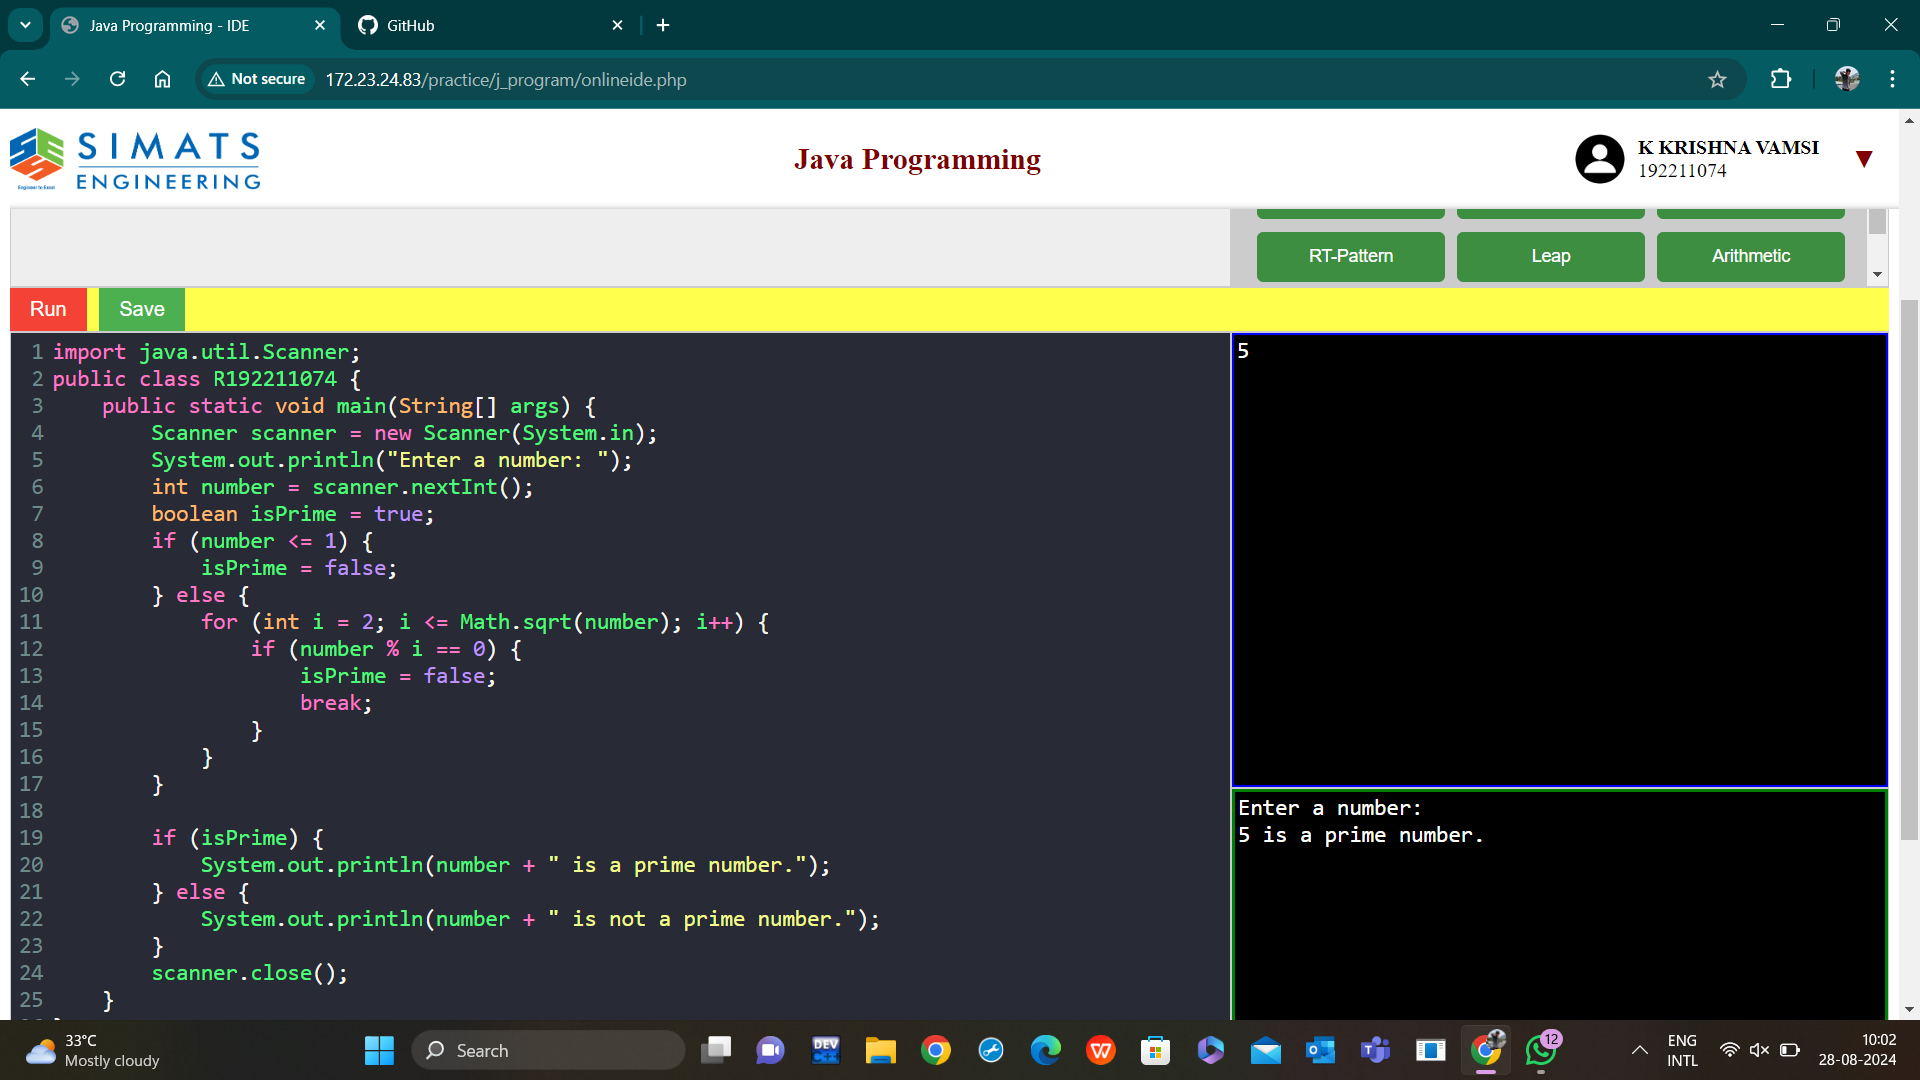 Java Programming - IDE
GitHub
Not secure
172.23.24.83/practice/j_program/onlineide.php
SIMATS
ENGINEERING
Engineer to Excel
Java Programming
K KRISHNA VAMSI
192211074
RT-Pattern
Leap
Arithmetic
Run
Save
1 import java.util.Scanner;
2 public class R192211074 {
3     public static void main(String[] args) {
4         Scanner scanner = new Scanner(System.in);
5         System.out.println("Enter a number: ");
6         int number = scanner.nextInt();
7         boolean isPrime = true;
8         if (number <= 1) {
9             isPrime = false;
10         } else {
11             for (int i = 2; i <= Math.sqrt(number); i++) {
12                 if (number % i == 0) {
13                     isPrime = false;
14                     break;
15                 }
16             }
17         }
18
19         if (isPrime) {
20             System.out.println(number + " is a prime number.");
21         } else {
22             System.out.println(number + " is not a prime number.");
23         }
24         scanner.close();
25     }
5
Enter a number:
5 is a prime number.
33°C
Mostly cloudy
Search
DEV
C++
12
ENG
INTL
10:02
28-08-2024